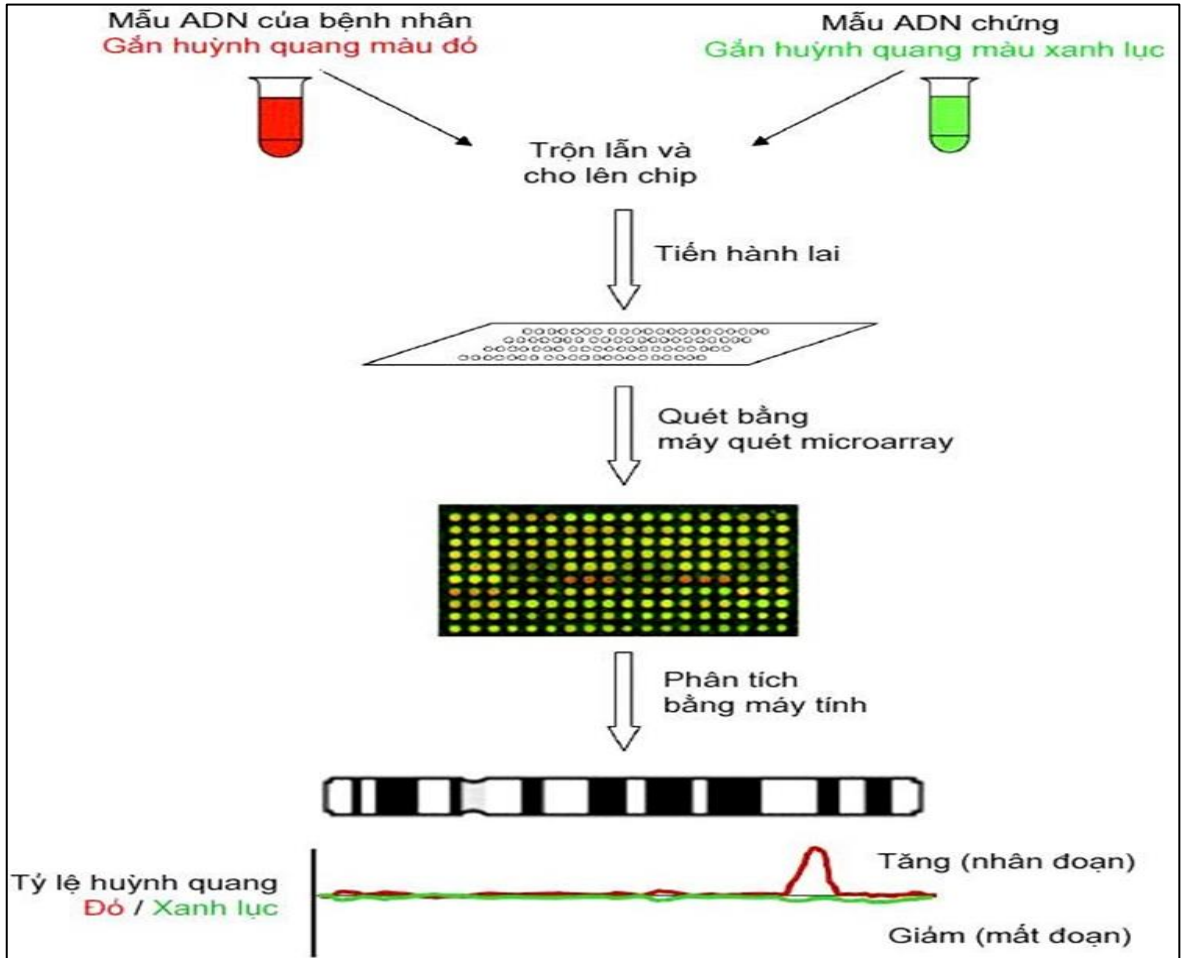 Mẫu ADN của bệnh nhân
Gắn huỳnh quang màu đỏ
Mẫu ADN chứng
Gắn huỳnh quang màu xanh lục
Trộn lẫn và
cho lên chip
Tiến hành lai
Quét bằng
máy quét microarray
Phân tích
bằng máy tính
Tỷ lệ huỳnh quang
Đỏ / Xanh lục
Tăng (nhân đoạn)
Giảm (mất đoạn)